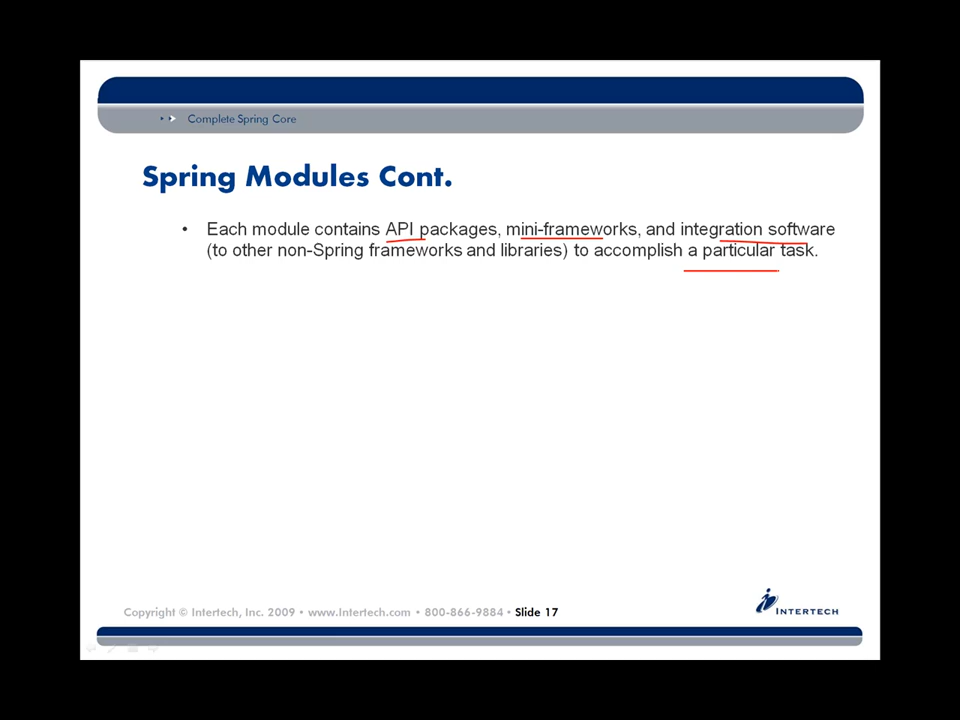 Complete Spring Core
Spring Modules Cont.
• Each module contains API packages, mini-frameworks, and integration software
(to other non-Spring frameworks and libraries) to accomplish a particular task.
Copyright © Intertech, Inc. 2009 • www.Intertech.com • 800-866-9884 • Slide 17
INTERTECH